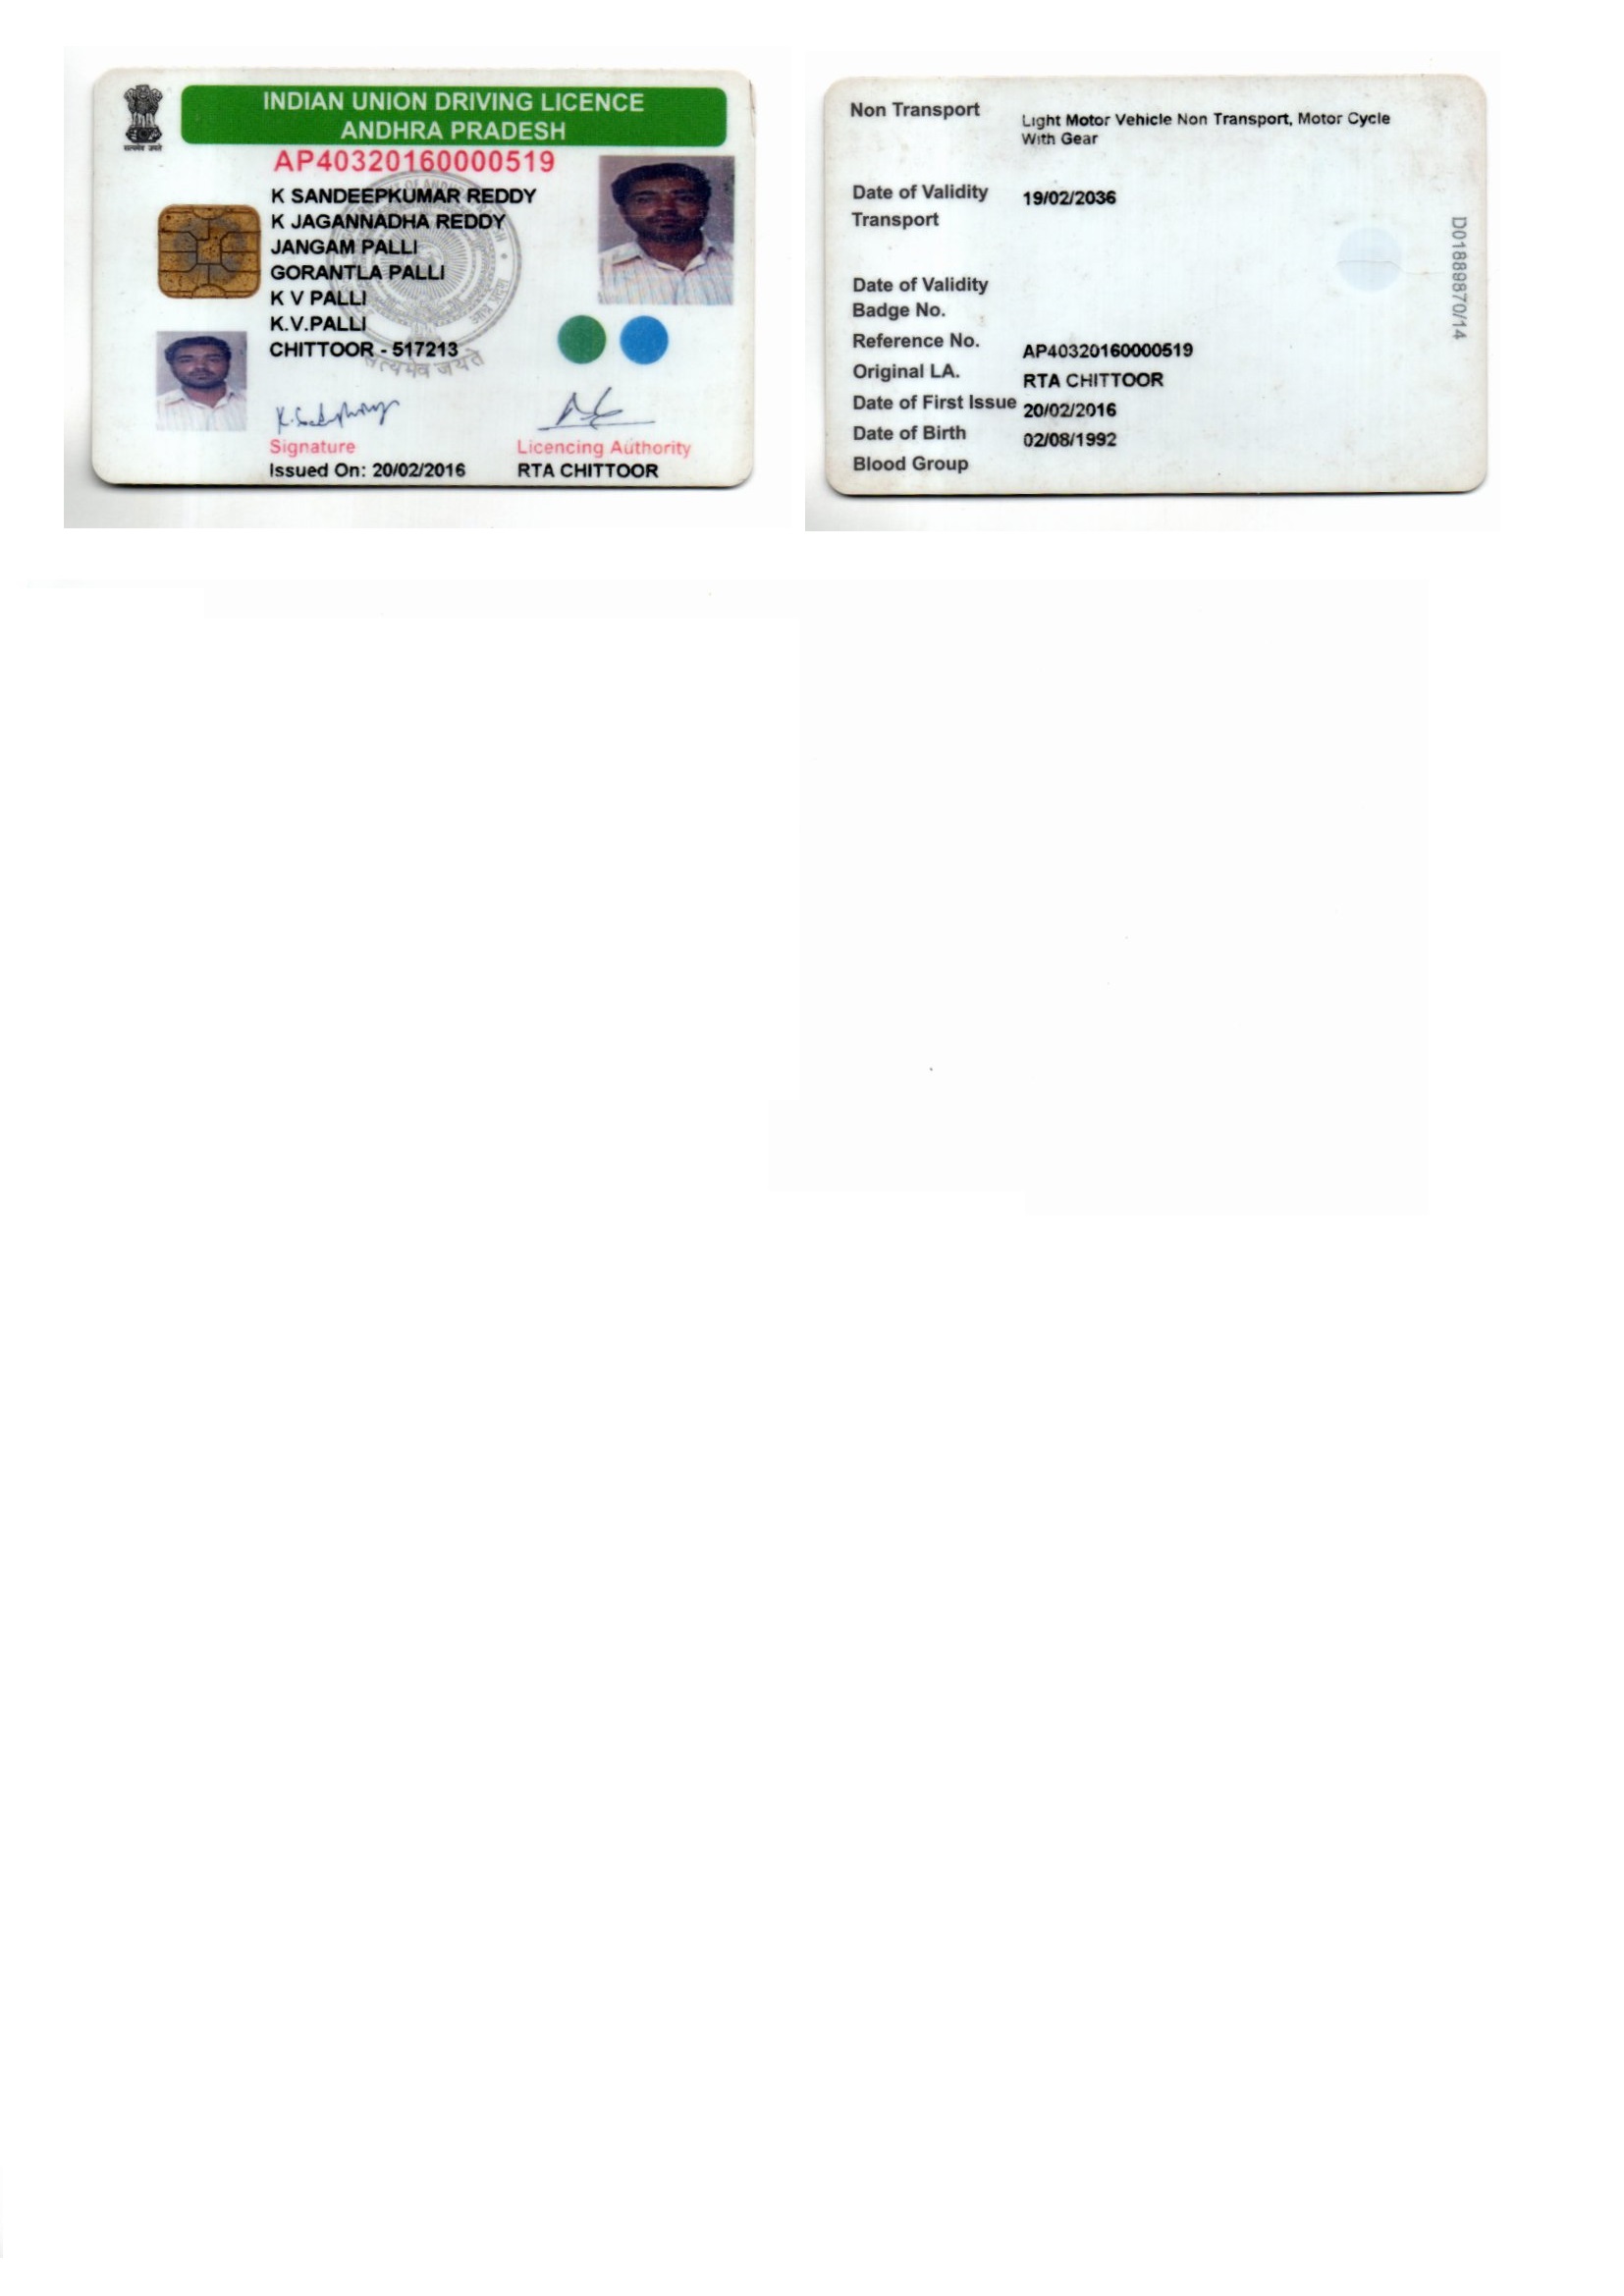 INDIAN UNION DRIVING LICENCE
ANDHRA PRADESH
सत्यमेव जयते
AP40320160000519
K SANDEEPKUMAR REDDY
K JAGANNADHA REDDY
JANGAM PALLI
GORANTLA PALLI
K V PALLI
K.V.PALLI
CHITTOOR - 517213
सत्यमेव जयते
Signature
Licencing Authority
Issued On: 20/02/2016
RTA CHITTOOR
Non Transport
Light Motor Vehicle Non Transport, Motor Cycle
With Gear
Date of Validity 19/02/2036
Transport
Date of Validity
Badge No.
Reference No. AP40320160000519
Original LA. RTA CHITTOOR
Date of First Issue 20/02/2016
Date of Birth 02/08/1992
Blood Group
D01889870/14